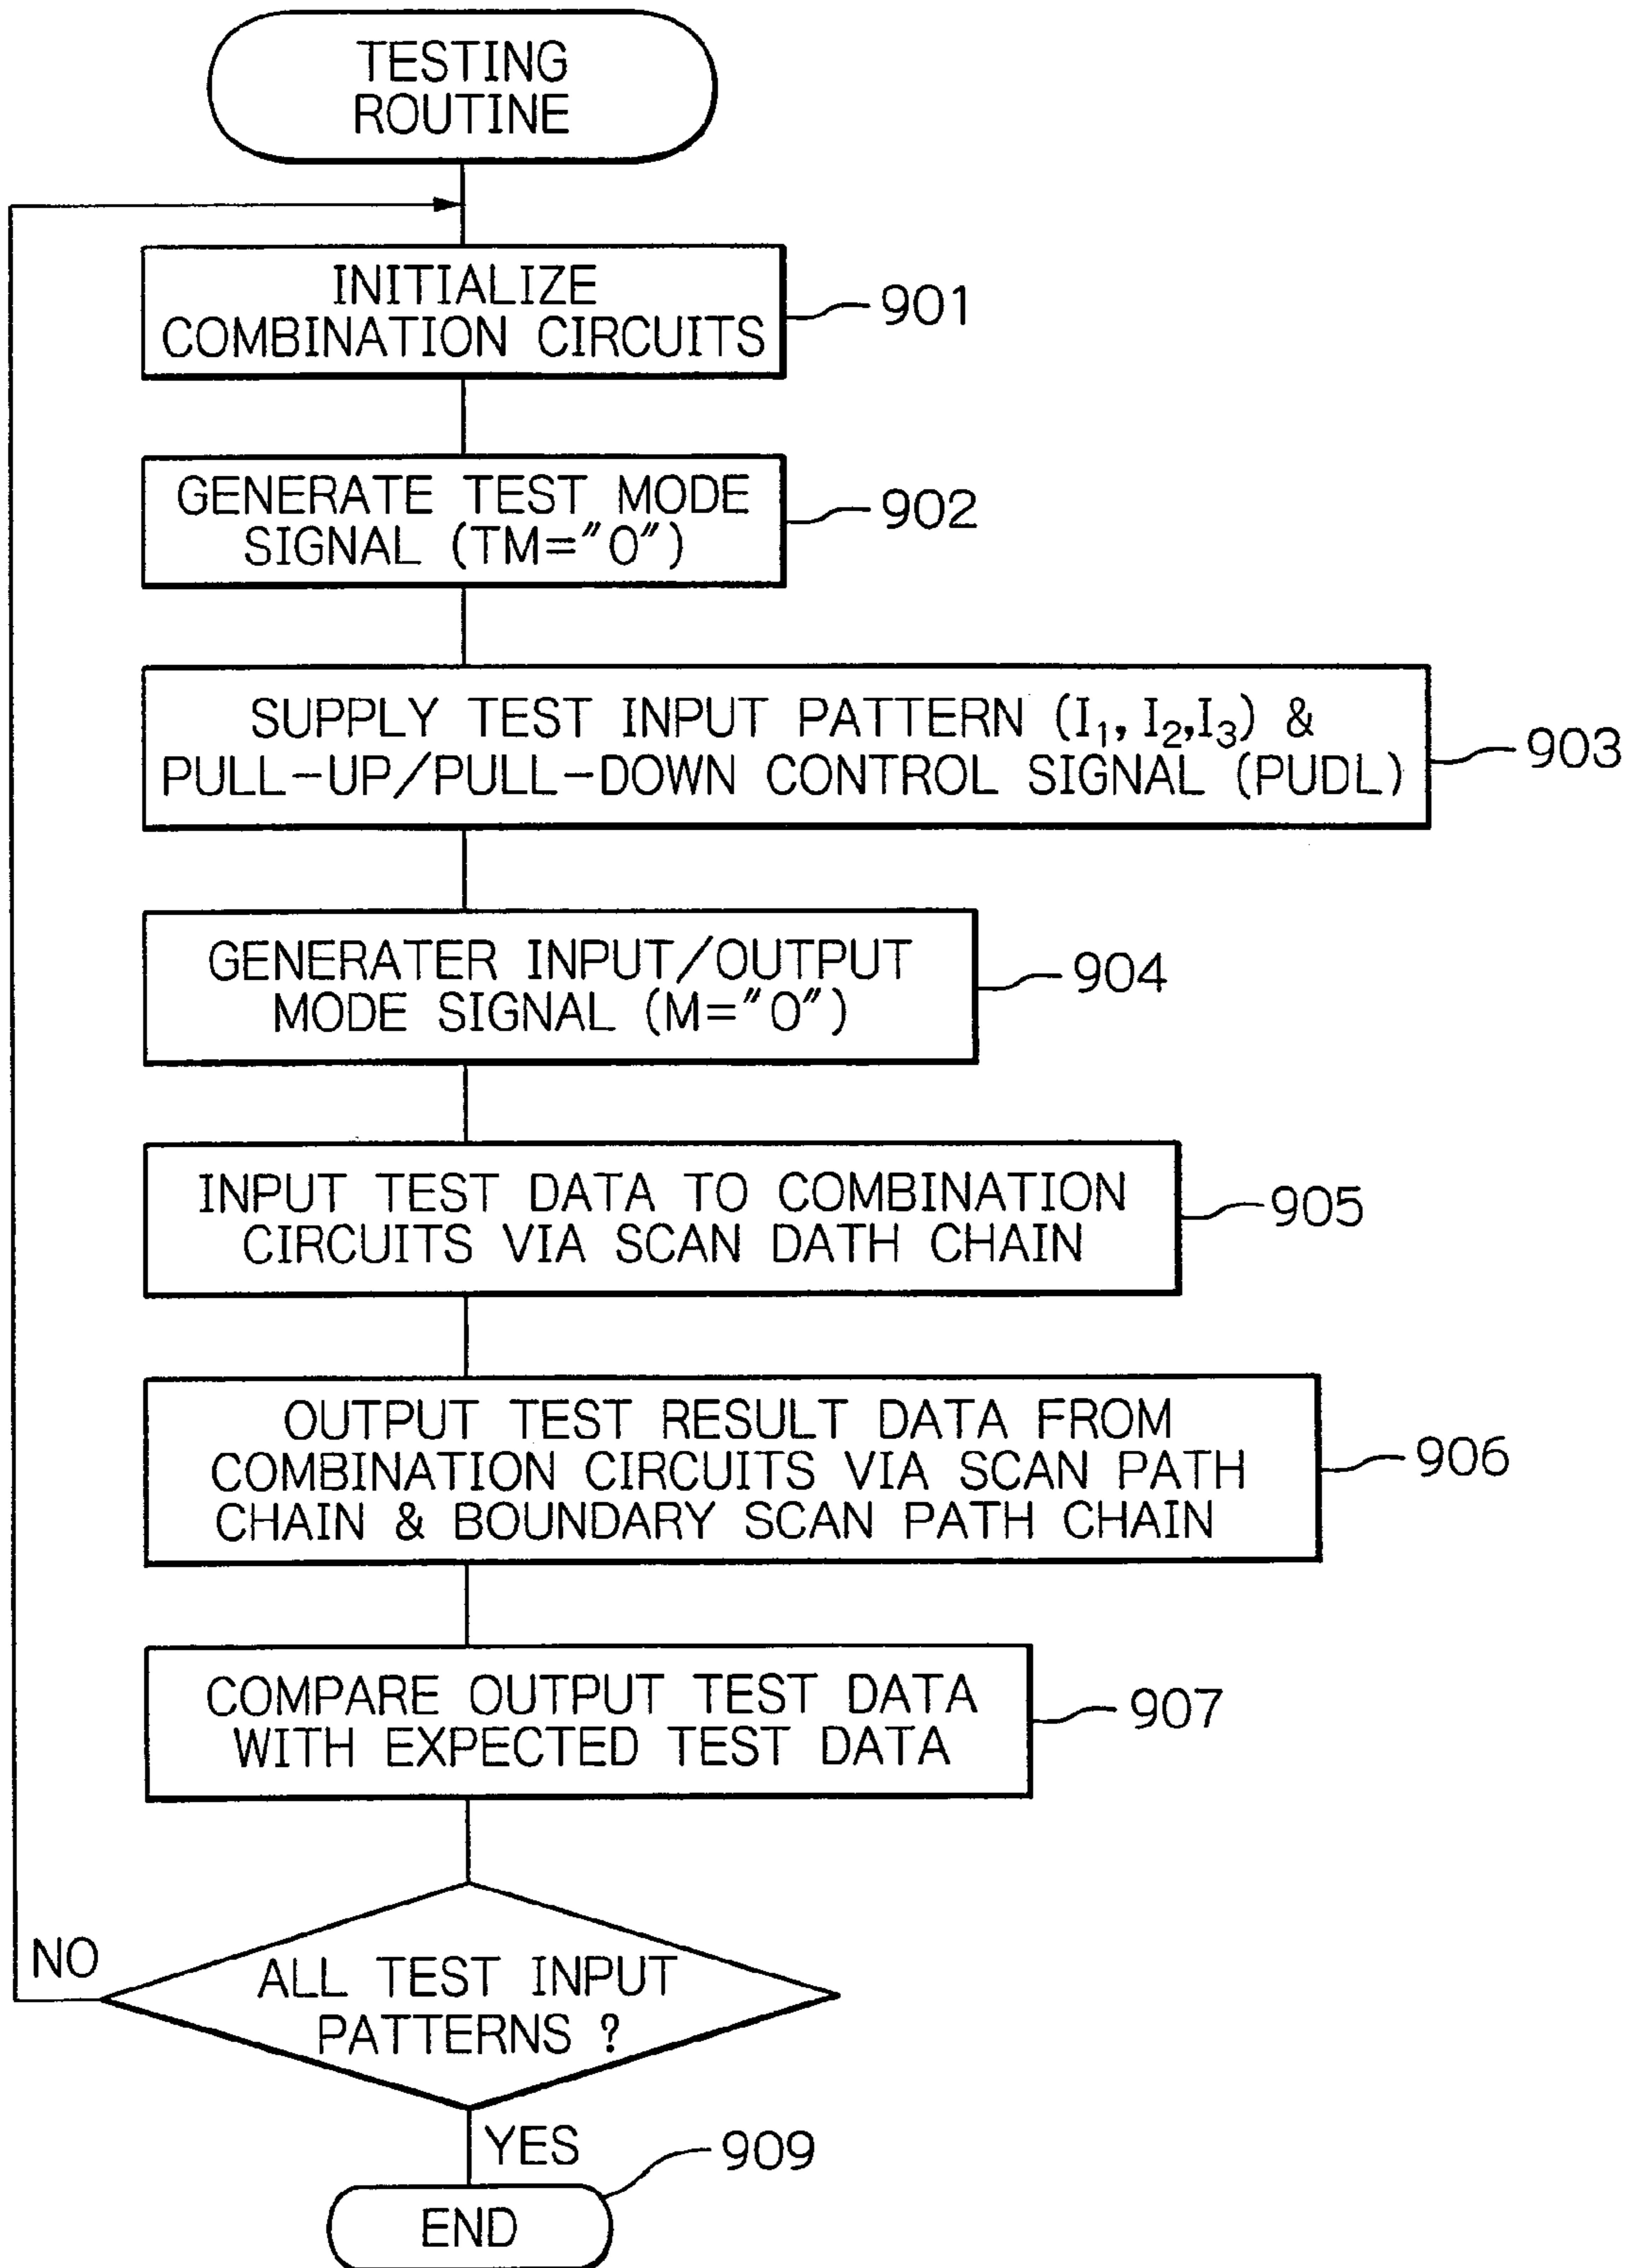 TESTING
ROUTINE
INITIALIZE
COMBINATION CIRCUITS
901
GENERATE TEST MODE
SIGNAL (TM="0")
902
SUPPLY TEST INPUT PATTERN (I₁, I₂,I₃) &
PULL-UP/PULL-DOWN CONTROL SIGNAL (PUDL)
903
GENERATER INPUT/OUTPUT
MODE SIGNAL (M="0")
904
INPUT TEST DATA TO COMBINATION
CIRCUITS VIA SCAN DATH CHAIN
905
OUTPUT TEST RESULT DATA FROM
COMBINATION CIRCUITS VIA SCAN PATH
CHAIN & BOUNDARY SCAN PATH CHAIN
906
COMPARE OUTPUT TEST DATA
WITH EXPECTED TEST DATA
907
NO
ALL TEST INPUT
PATTERNS ?
YES
909
END